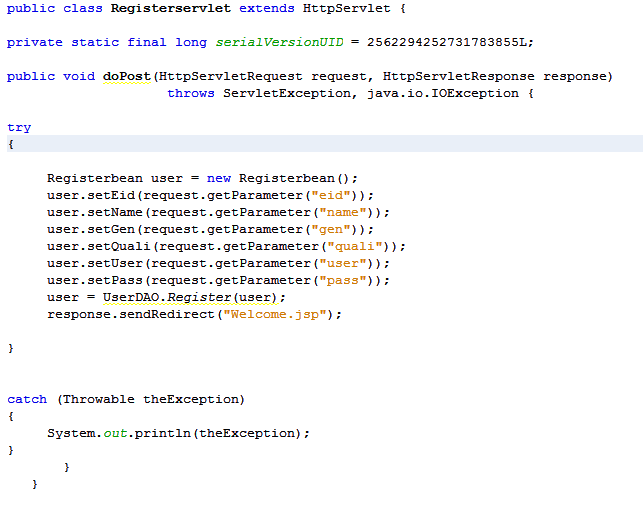 public class Registerservlet extends HttpServlet {
private static final long serialVersionUID = 2562294252731783855L;
public void doPost(HttpServletRequest request, HttpServletResponse response)
throws ServletException, java.io.IOException {
try
{
Registerbean user = new Registerbean();
user.setEid(request.getParameter("eid"));
user.setName(request.getParameter("name"));
user.setGen(request.getParameter("gen"));
user.setQuali(request.getParameter("quali"));
user.setUser(request.getParameter("user"));
user.setPass(request.getParameter("pass"));
user = UserDAO.Register(user);
response.sendRedirect("Welcome.jsp");
}
catch (Throwable theException)
{
System.out.println(theException);
}
}
}